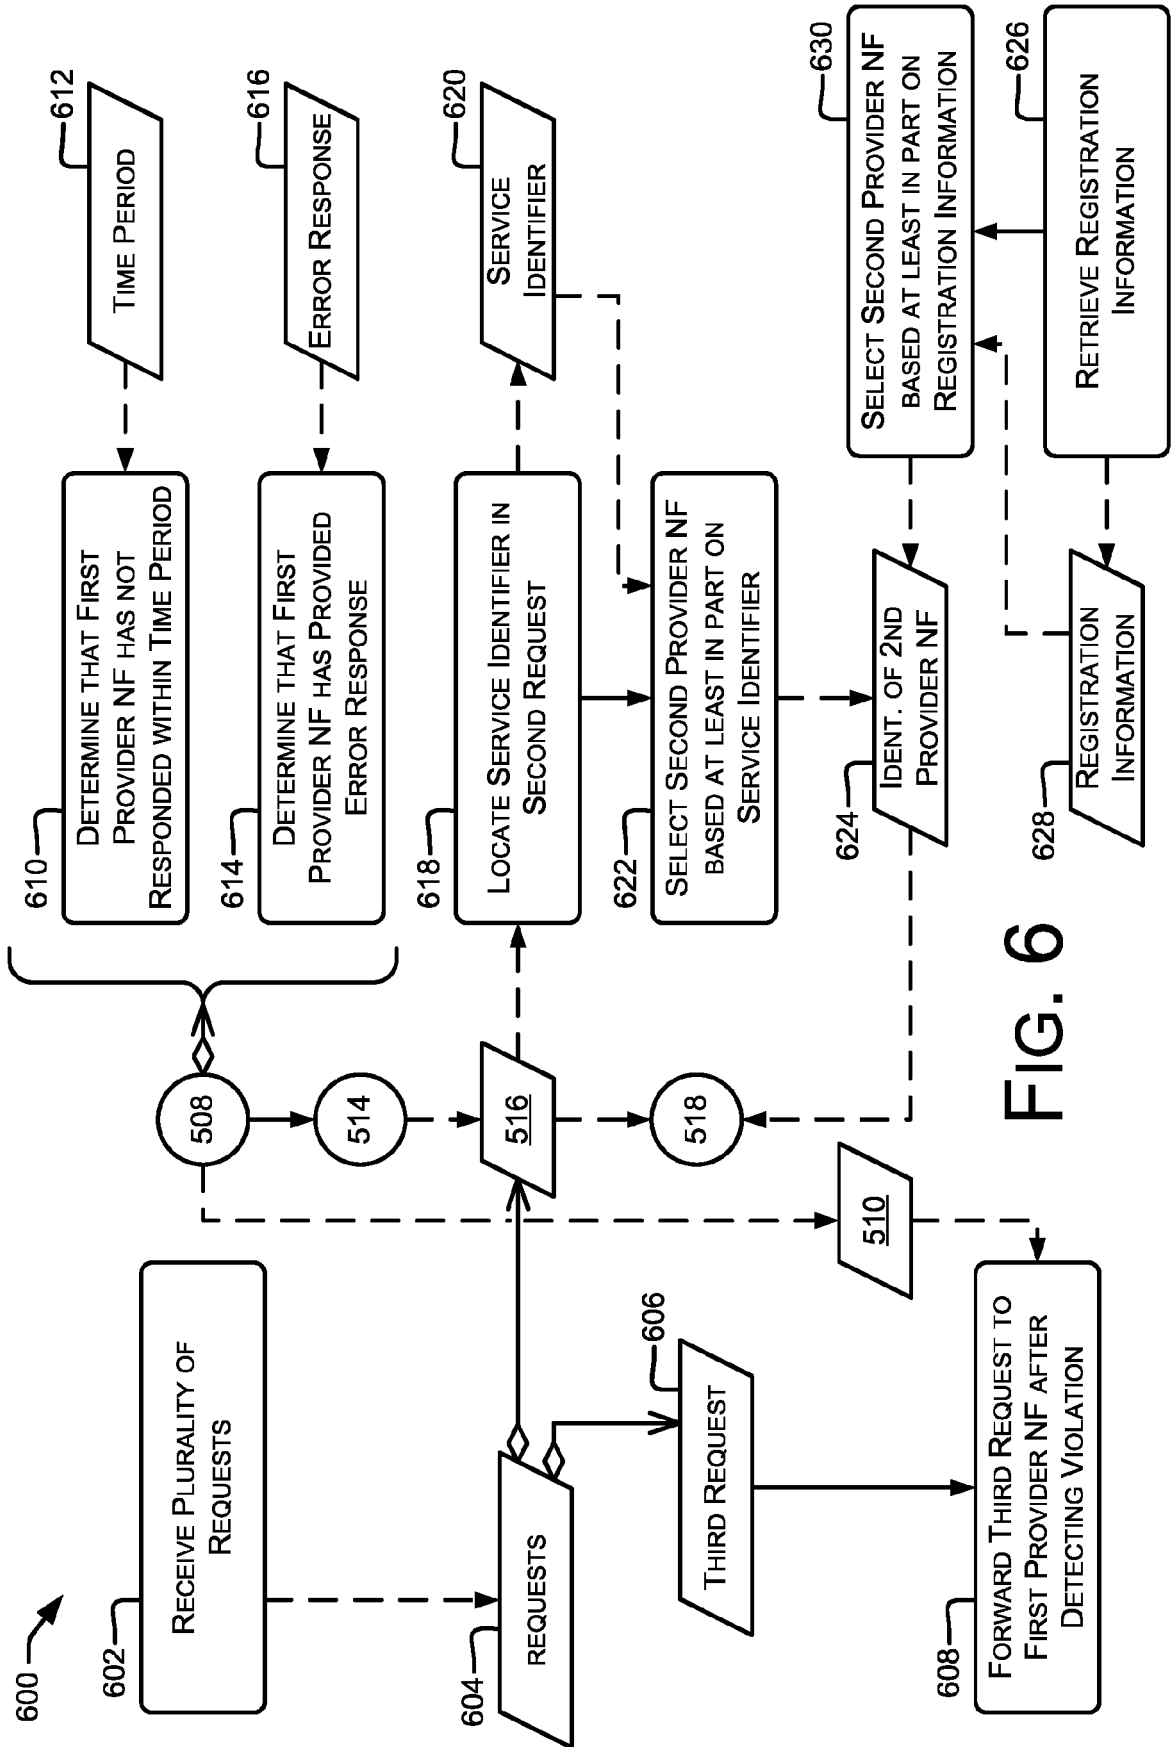 600
602
RECEIVE PLURALITY OF
REQUESTS
604
REQUESTS
606
THIRD REQUEST
608
FORWARD THIRD REQUEST TO
FIRST PROVIDER NF AFTER
DETECTING VIOLATION
508
514
516
518
510
610
DETERMINE THAT FIRST
PROVIDER NF HAS NOT
RESPONDED WITHIN TIME PERIOD
612
TIME PERIOD
614
DETERMINE THAT FIRST
PROVIDER NF HAS PROVIDED
ERROR RESPONSE
616
ERROR RESPONSE
618
LOCATE SERVICE IDENTIFIER IN
SECOND REQUEST
620
SERVICE
IDENTIFIER
622
SELECT SECOND PROVIDER NF
BASED AT LEAST IN PART ON
SERVICE IDENTIFIER
624
IDENT. OF 2ND
PROVIDER NF
630
SELECT SECOND PROVIDER NF
BASED AT LEAST IN PART ON
REGISTRATION INFORMATION
628
REGISTRATION
INFORMATION
626
RETRIEVE REGISTRATION
INFORMATION
FIG. 6